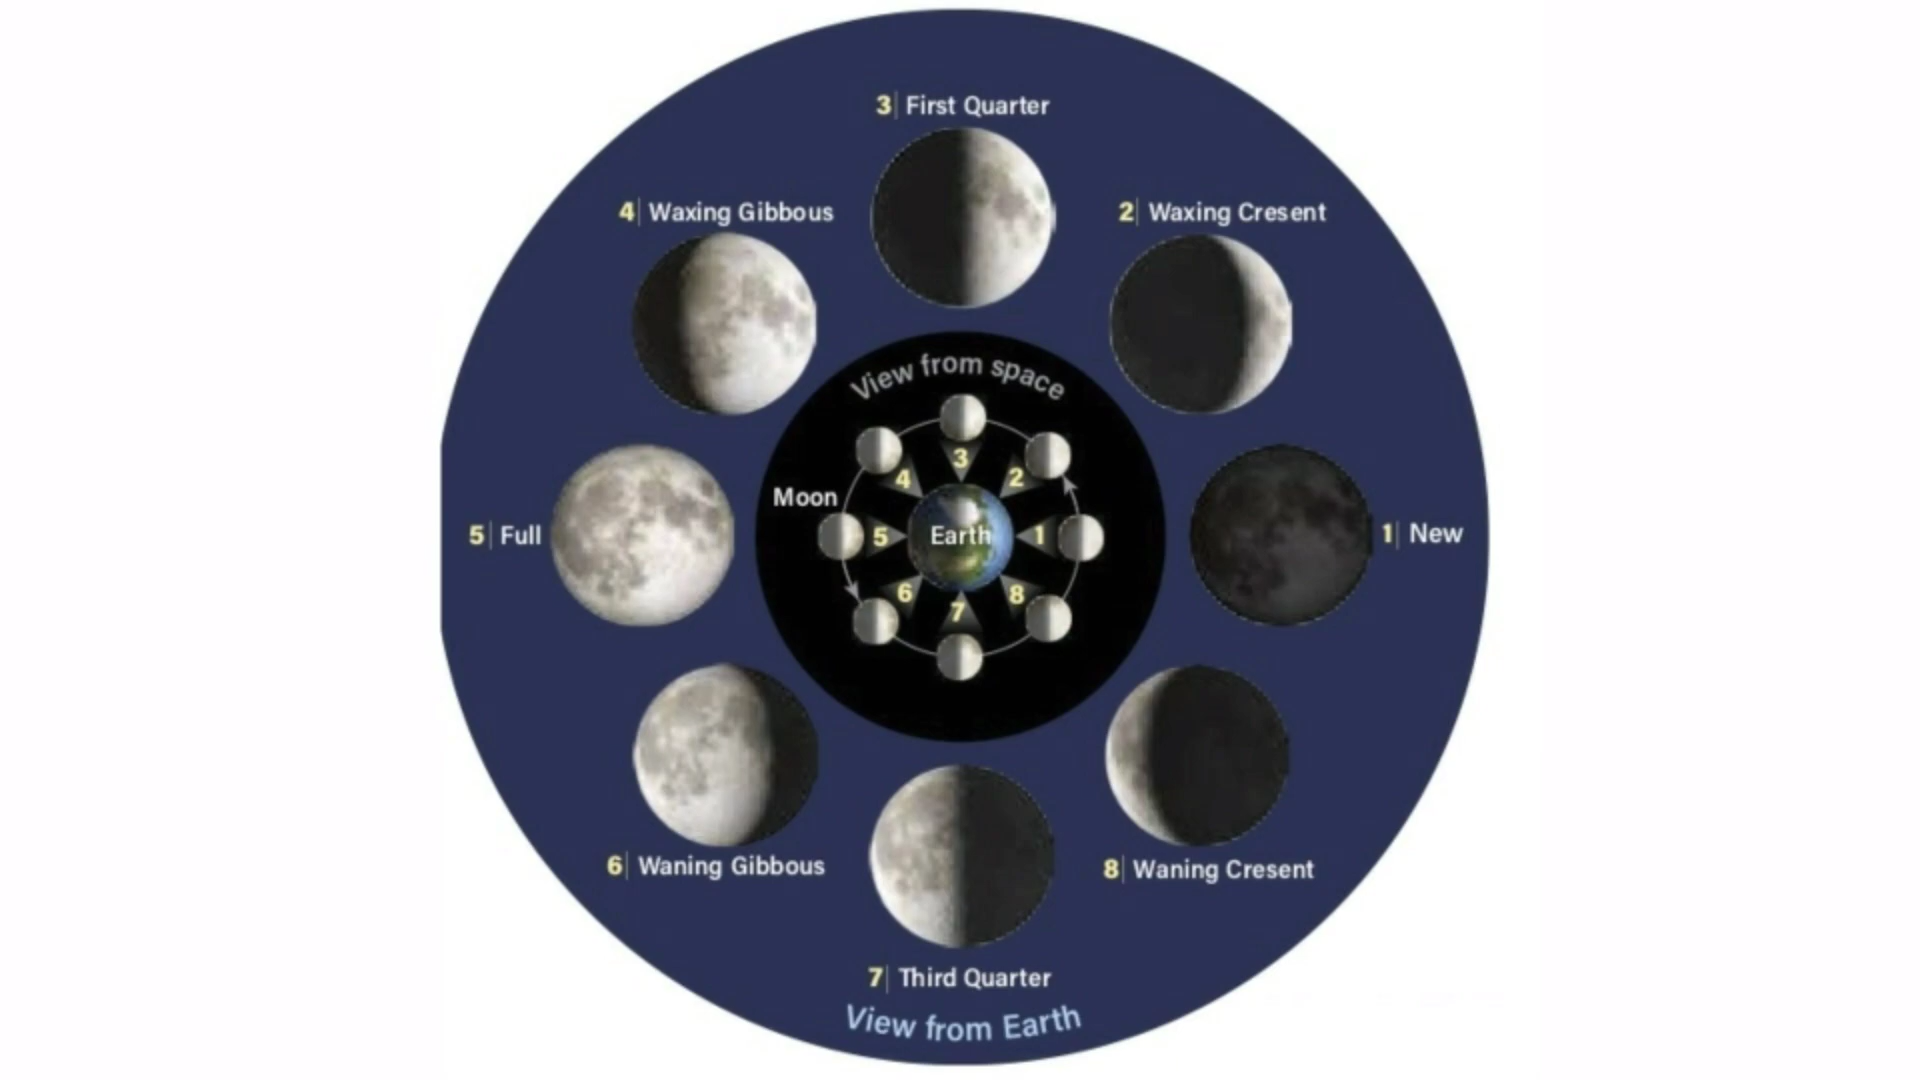 3| First Quarter
4| Waxing Gibbous
2| Waxing Cresent
View from space
3
4
2
Moon
5| Full
5
Earth
1
1| New
6
8
7
6| Waning Gibbous
8| Waning Cresent
7| Third Quarter
View from Earth